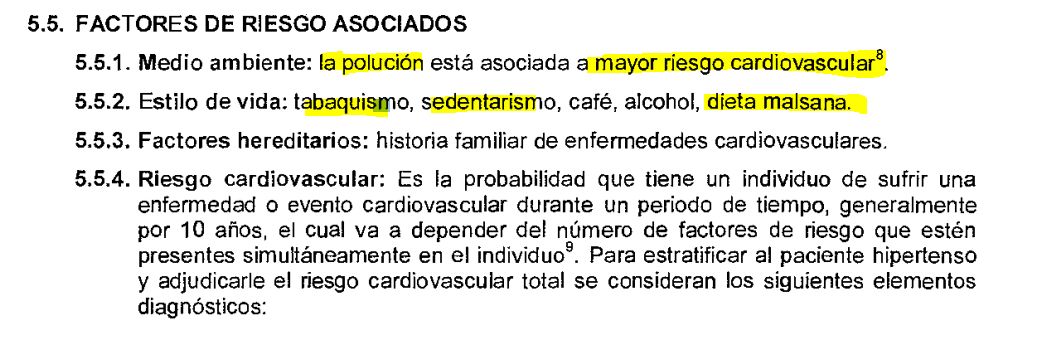 5.5. FACTORES DE RIESGO ASOCIADOS
5.5.1. Medio ambiente: la polución está asociada a mayor riesgo cardiovascular⁸.
5.5.2. Estilo de vida: tabaquismo, sedentarismo, café, alcohol, dieta malsana.
5.5.3. Factores hereditarios: historia familiar de enfermedades cardiovasculares.
5.5.4. Riesgo cardiovascular: Es la probabilidad que tiene un individuo de sufrir una
enfermedad o evento cardiovascular durante un periodo de tiempo, generalmente
por 10 años, el cual va a depender del número de factores de riesgo que estén
presentes simultáneamente en el individuo⁹. Para estratificar al paciente hipertenso
y adjudicarle el riesgo cardiovascular total se consideran los siguientes elementos
diagnósticos: